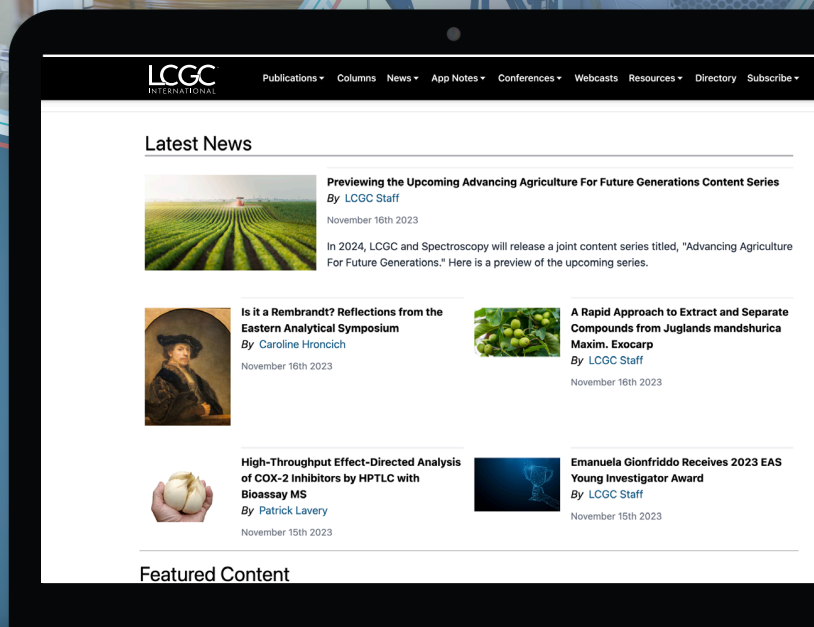 LCGC
INTERNATIONAL
Publications Columns News App Notes Conferences Webcasts Resources Directory Subscribe
Latest News
Previewing the Upcoming Advancing Agriculture For Future Generations Content Series
By LCGC Staff
November 16th 2023
In 2024, LCGC and Spectroscopy will release a joint content series titled, "Advancing Agriculture
For Future Generations." Here is a preview of the upcoming series.
Is it a Rembrandt? Reflections from the
Eastern Analytical Symposium
By Caroline Hroncich
November 16th 2023
A Rapid Approach to Extract and Separate
Compounds from Juglands mandshurica
Maxim. Exocarp
By LCGC Staff
November 16th 2023
High-Throughput Effect-Directed Analysis
of COX-2 Inhibitors by HPTLC with
Bioassay MS
By Patrick Lavery
November 15th 2023
Emanuela Gionfriddo Receives 2023 EAS
Young Investigator Award
By LCGC Staff
November 15th 2023
Featured Content